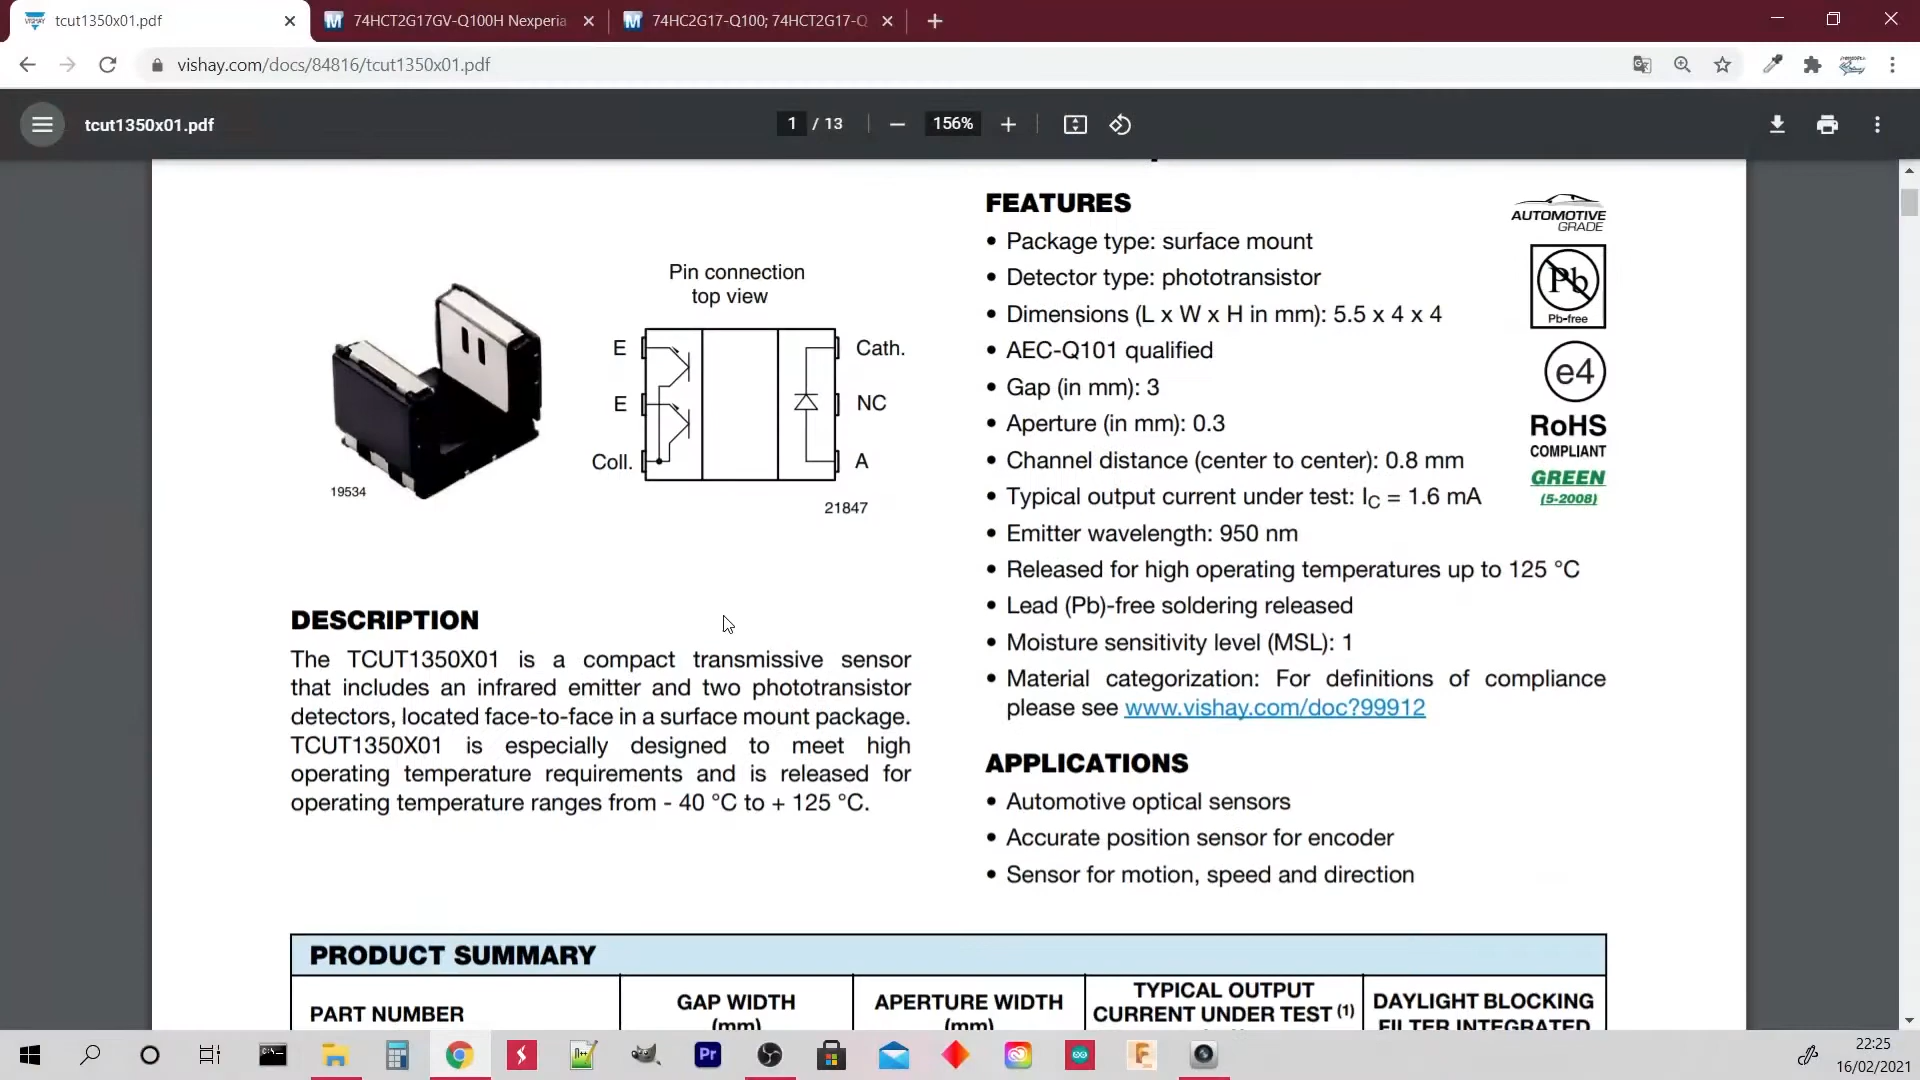 tcut1350x01.pdf
74HCT2G17GV-Q100H Nexperia
74HC2G17-Q100; 74HCT2G17-Q
vishay.com/docs/84816/tcut1350x01.pdf
tcut1350x01.pdf
1 / 13
156%
Pin connection
top view
E
E
Coll.
Cath.
NC
A
19534
21847
DESCRIPTION
The TCUT1350X01 is a compact transmissive sensor
that includes an infrared emitter and two phototransistor
detectors, located face-to-face in a surface mount package.
TCUT1350X01 is especially designed to meet high
operating temperature requirements and is released for
operating temperature ranges from - 40 °C to + 125 °C.
FEATURES
• Package type: surface mount
• Detector type: phototransistor
• Dimensions (L x W x H in mm): 5.5 x 4 x 4
• AEC-Q101 qualified
• Gap (in mm): 3
• Aperture (in mm): 0.3
• Channel distance (center to center): 0.8 mm
• Typical output current under test: IC = 1.6 mA
• Emitter wavelength: 950 nm
• Released for high operating temperatures up to 125 °C
• Lead (Pb)-free soldering released
• Moisture sensitivity level (MSL): 1
• Material categorization: For definitions of compliance
please see www.vishay.com/doc?99912
AUTOMOTIVE
GRADE
Pb
Pb-free
e4
RoHS
COMPLIANT
GREEN
(5-2008)
APPLICATIONS
• Automotive optical sensors
• Accurate position sensor for encoder
• Sensor for motion, speed and direction
PRODUCT SUMMARY
PART NUMBER
GAP WIDTH
(mm)
APERTURE WIDTH
(mm)
TYPICAL OUTPUT
CURRENT UNDER TEST (1)
DAYLIGHT BLOCKING
FILTER INTEGRATED
Pr
22:25
16/02/2021